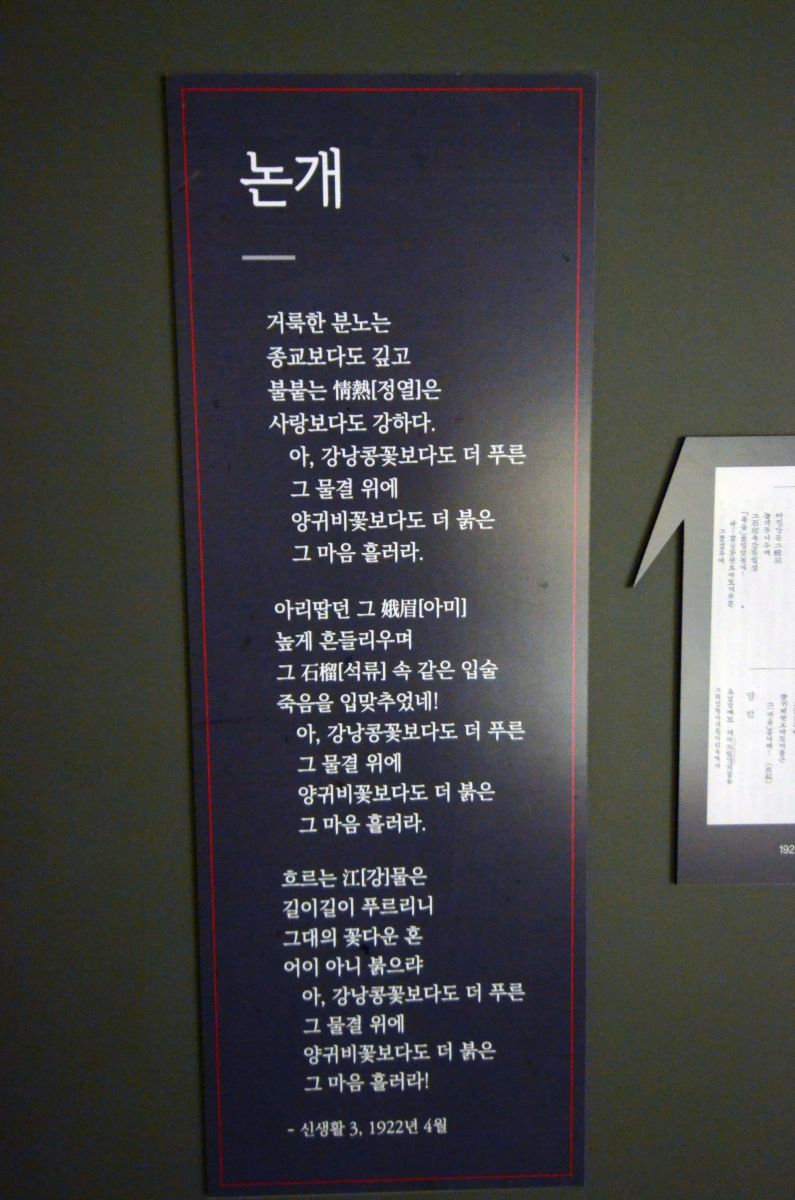 논개
거룩한 분노는
종교보다도 깊고
불붙는 情熱[정열]은
사랑보다도 강하다.
아, 강낭콩꽃보다도 더 푸른
그 물결 위에
양귀비꽃보다도 더 붉은
그 마음 흘러라.
아리땁던 그 娥眉[아미]
높게 흔들리우며
그 石榴[석류] 속 같은 입술
죽음을 입맞추었네!
아, 강낭콩꽃보다도 더 푸른
그 물결 위에
양귀비꽃보다도 더 붉은
그 마음 흘러라.
흐르는 江[강]물은
길이길이 푸르리니
그대의 꽃다운 혼
어이 아니 붉으랴
아, 강낭콩꽃보다도 더 푸른
그 물결 위에
양귀비꽃보다도 더 붉은
그 마음 흘러라!
- 신생활 3, 1922년 4월